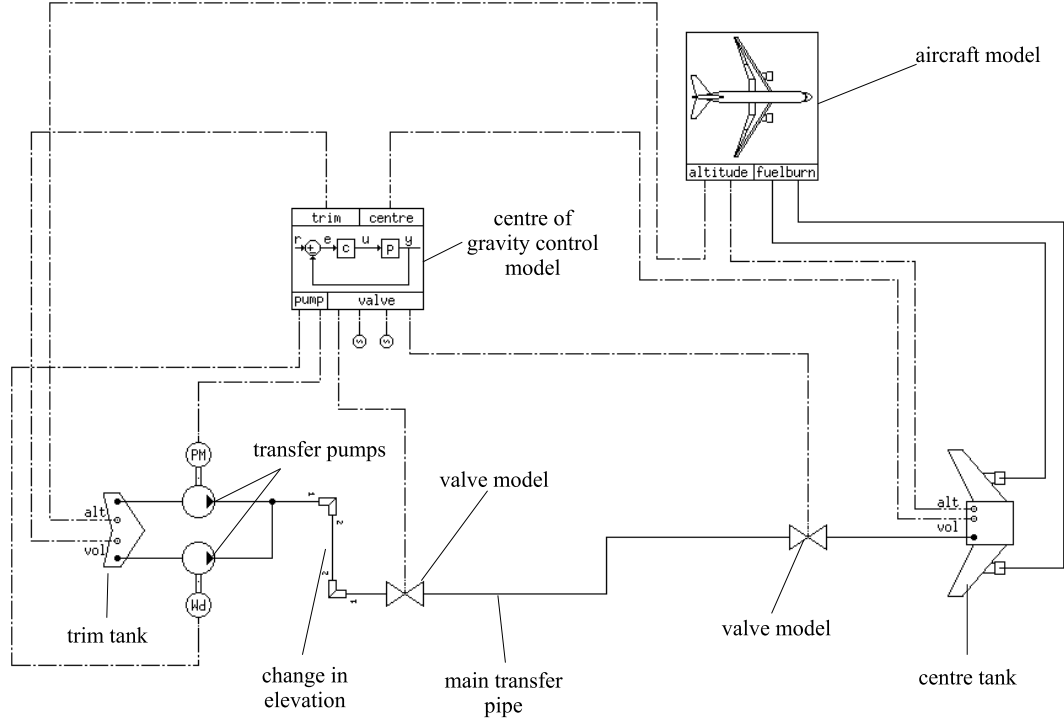 aircraft model
altitude fuelburn
trim centre
r e u y
±
c p
pump valve
s s
centre of
gravity control
model
PM
transfer pumps
valve model
alt
vol
1
2
2
1
Wd
alt
vol
trim tank
change in
elevation
main transfer
pipe
valve model
centre tank